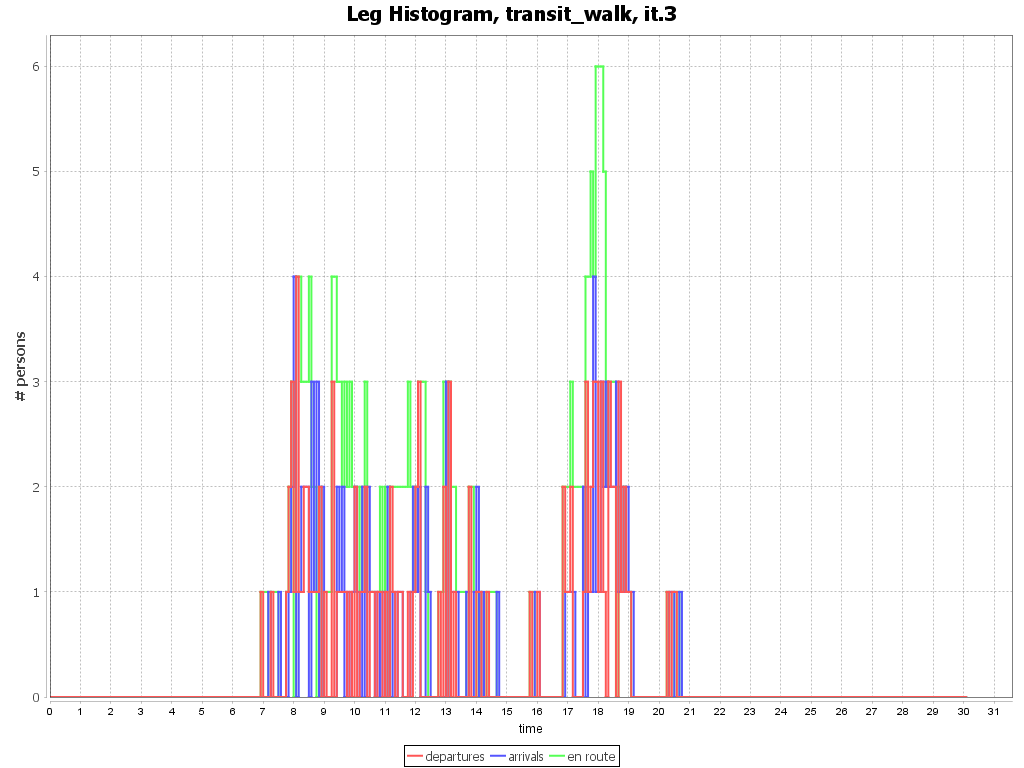 Leg Histogram, transit_walk, it.3
# persons
6
5
4
3
2
1
0
0 1 2 3 4 5 6 7 8 9 10 11 12 13 14 15 16 17 18 19 20 21 22 23 24 25 26 27 28 29 30 31
time
departures arrivals en route